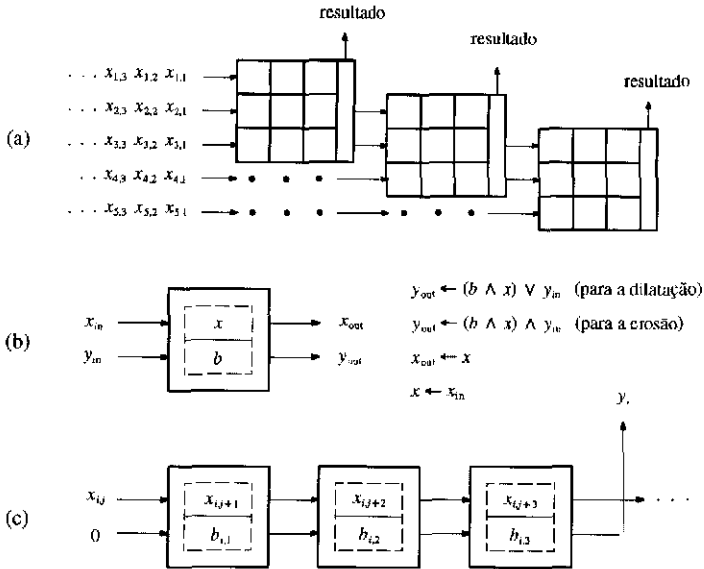 resultado
resultado
resultado
(a)
. . . x1,3 x1,2 x1,1
. . . x2,3 x2,2 x2,1
. . . x3,3 x3,2 x3,1
. . . x4,3 x4,2 x4,1
. . . x5,3 x5,2 x5,1
(b)
xin
yin
x
b
xout
yout
yout ← (b ∧ x) ∨ yin (para a dilatação)
yout ← (b ∧ x) ∧ yin (para a erosão)
xout ← x
x ← xin
(c)
xi,j
0
xi,j+1
bi,1
xi,j+2
bi,2
xi,j+3
bi,3
yr
. . .